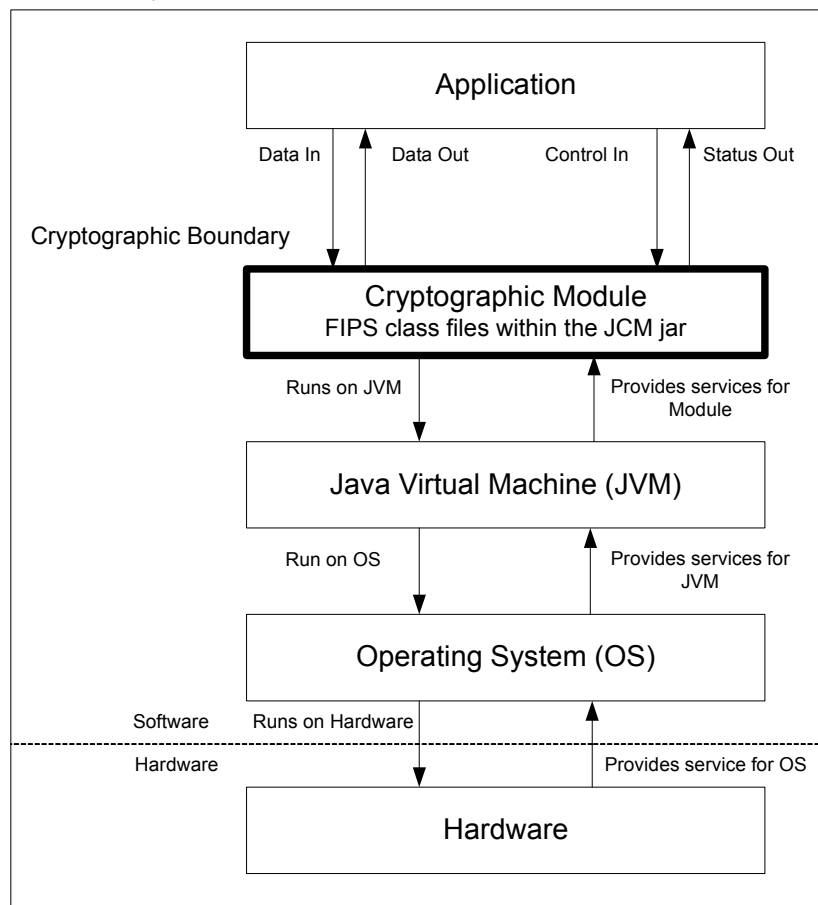 Application
Data In
Data Out
Control In
Status Out
Cryptographic Boundary
Cryptographic Module
FIPS class files within the JCM jar
Runs on JVM
Provides services for
Module
Java Virtual Machine (JVM)
Run on OS
Provides services for
JVM
Operating System (OS)
Software
Runs on Hardware
Hardware
Provides service for OS
Hardware